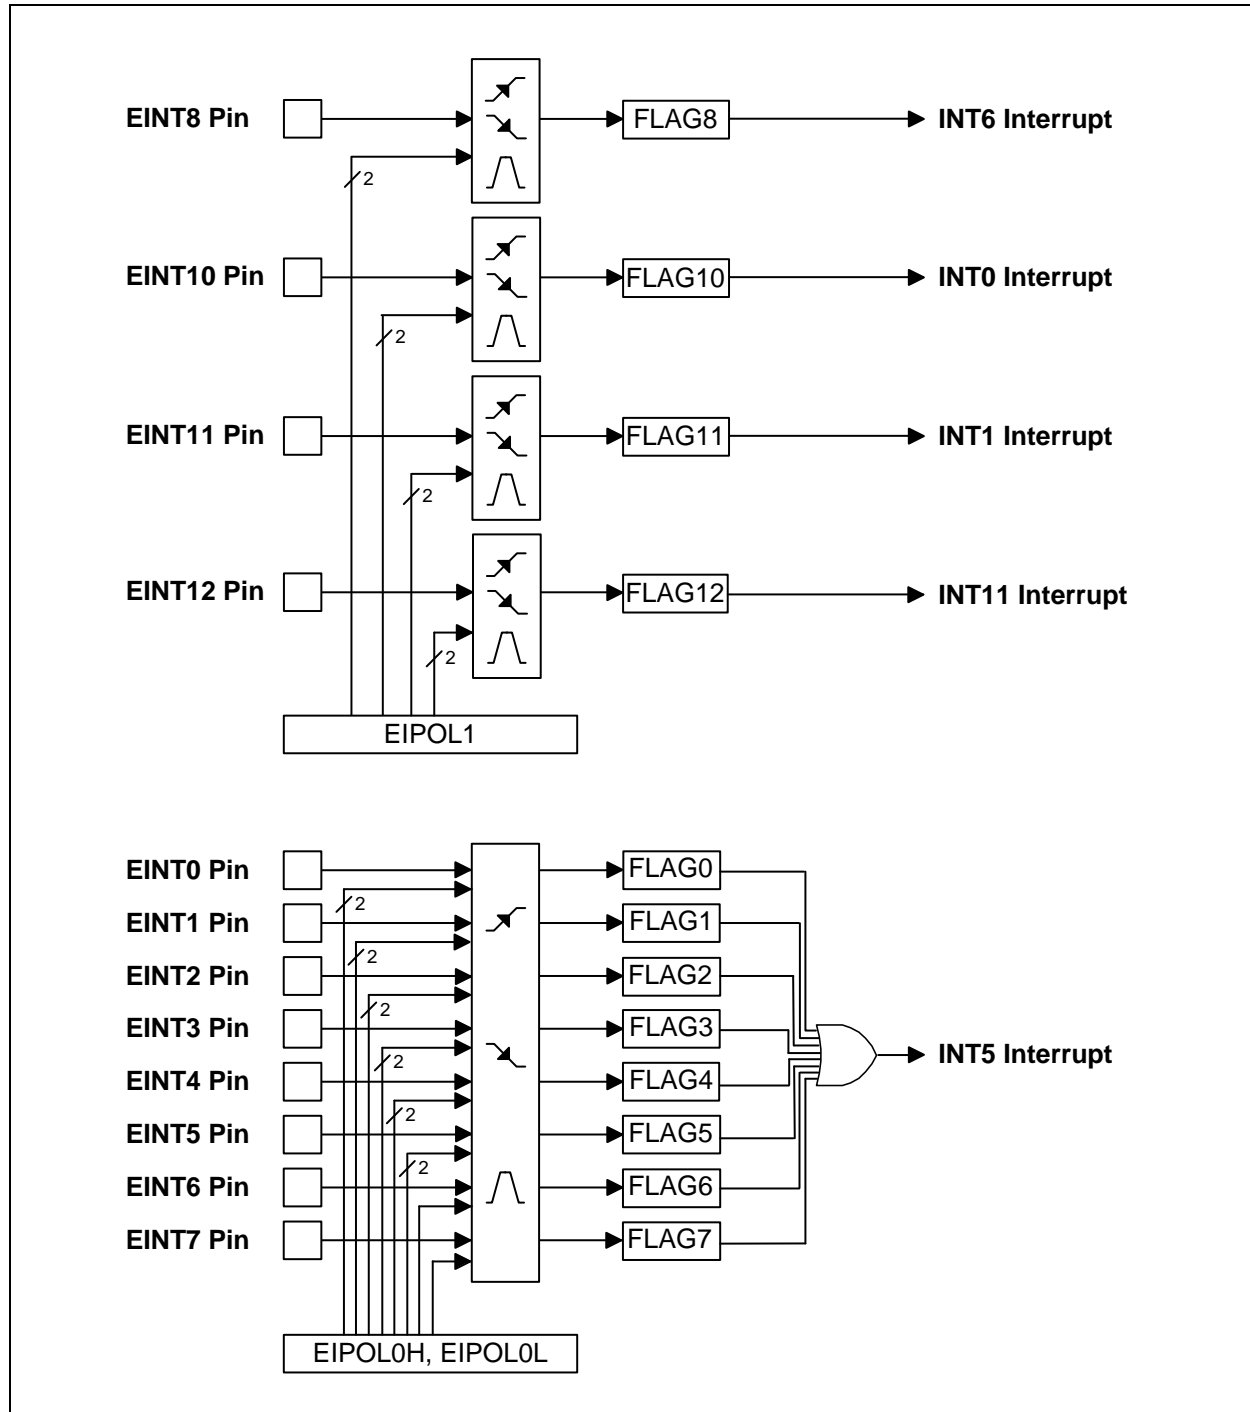 EINT8 Pin FLAG8 INT6 Interrupt
2
EINT10 Pin FLAG10 INT0 Interrupt
2
EINT11 Pin FLAG11 INT1 Interrupt
2
EINT12 Pin FLAG12 INT11 Interrupt
2
EIPOL1
EINT0 Pin FLAG0
2
EINT1 Pin FLAG1
2
EINT2 Pin FLAG2
2
EINT3 Pin FLAG3
INT5 Interrupt
2
EINT4 Pin FLAG4
2
EINT5 Pin FLAG5
2
EINT6 Pin FLAG6
EINT7 Pin FLAG7
EIPOL0H, EIPOL0L